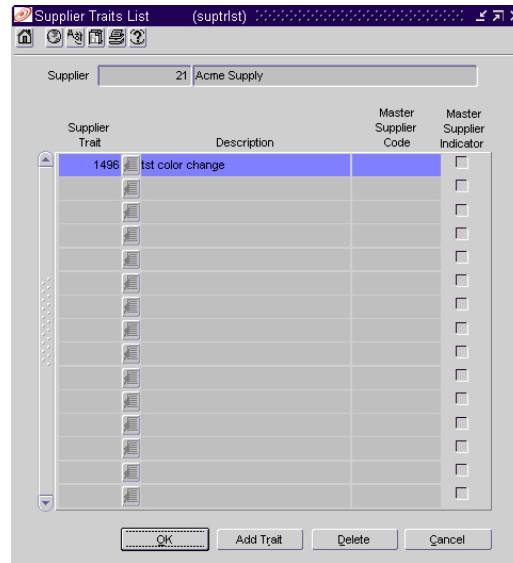 Supplier Traits List (suptrlst)
Supplier 21 Acme Supply
Supplier Trait
Description
Master Supplier Code
Master Supplier Indicator
1496 tst color change
OK Add Trait Delete Cancel